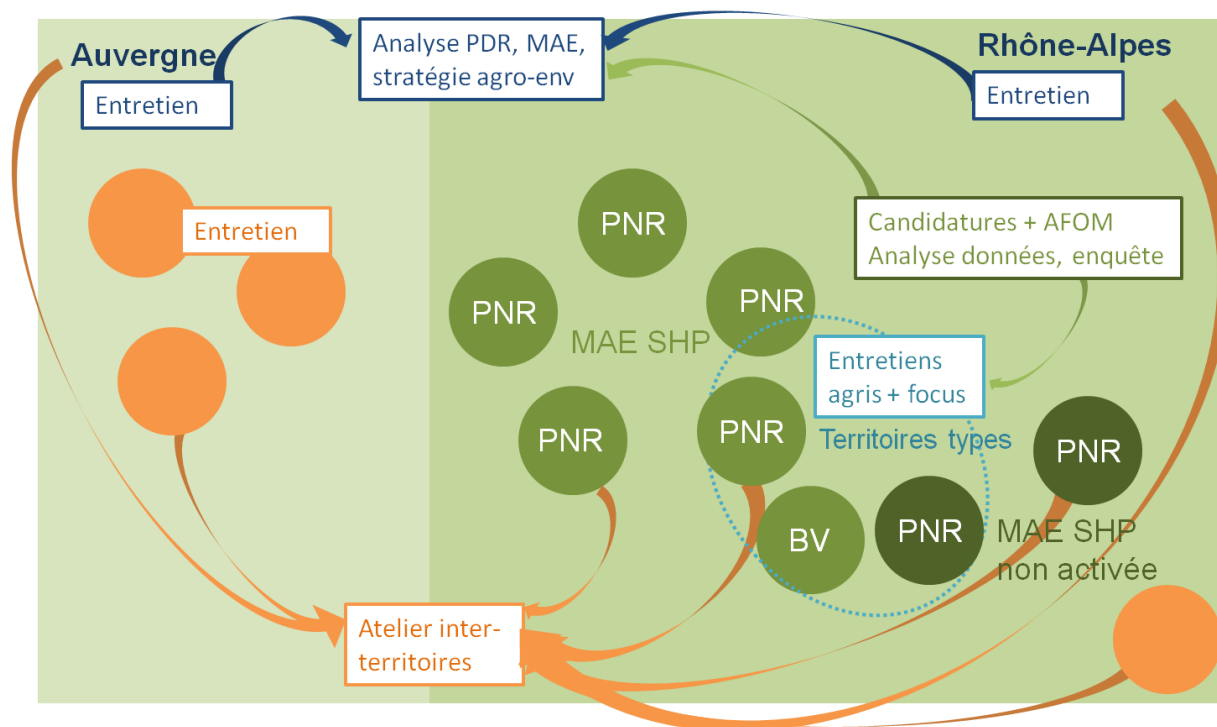 Auvergne
Analyse PDR, MAE,
stratégie agro-env
Rhône-Alpes
Entretien
Entretien
Entretien
Candidatures + AFOM
Analyse données, enquête
PNR
PNR
PNR
MAE SHP
Entretiens
agris + focus
Territoires types
PNR
PNR
PNR
PNR
BV
MAE SHP
non activée
Atelier inter-
territoires